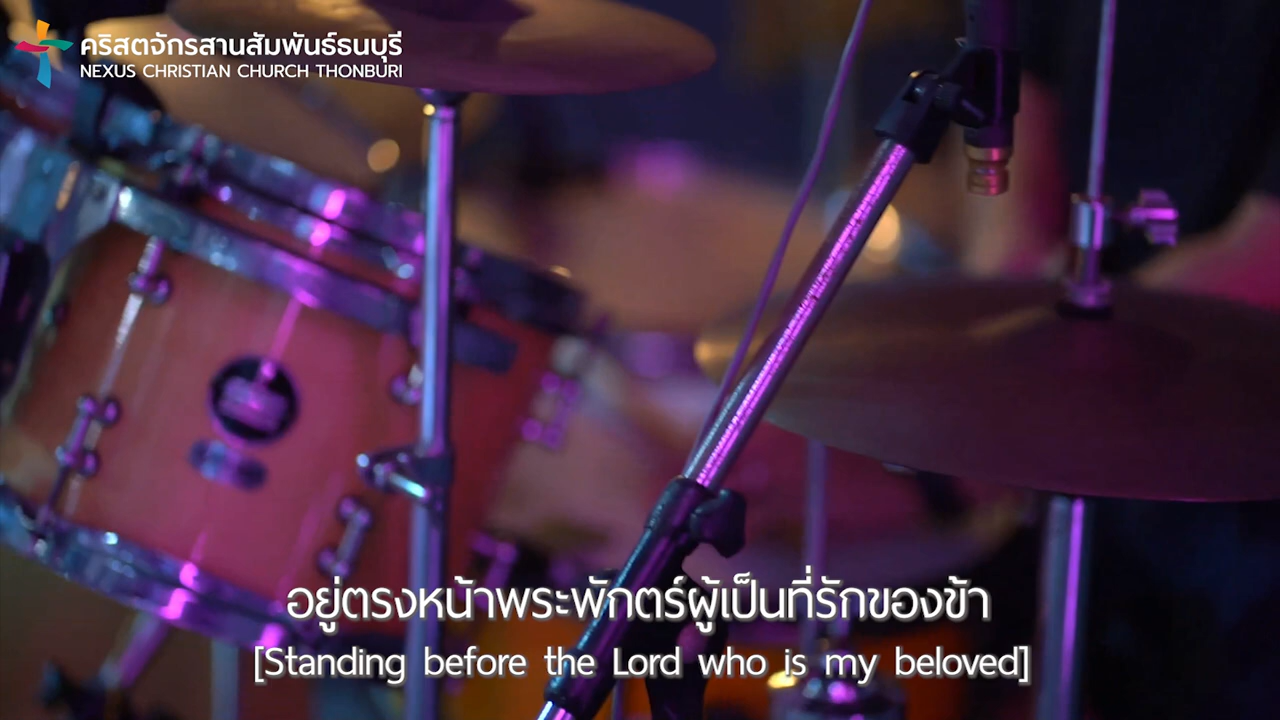 คริสตจักรสานสัมพันธ์ธนบุรี
NEXUS CHRISTIAN CHURCH THONBURI
อยู่ตรงหน้าพระพักตร์ผู้เป็นที่รักของข้า
[Standing before the Lord who is my beloved]